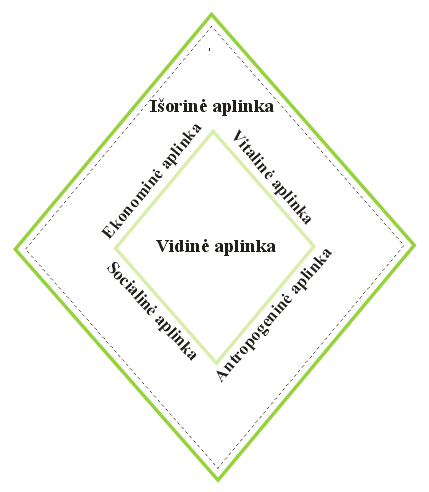 Išorinė aplinka
Ekonominė aplinka
Vitalinė aplinka
Vidinė aplinka
Socialinė aplinka
Antropogeninė aplinka